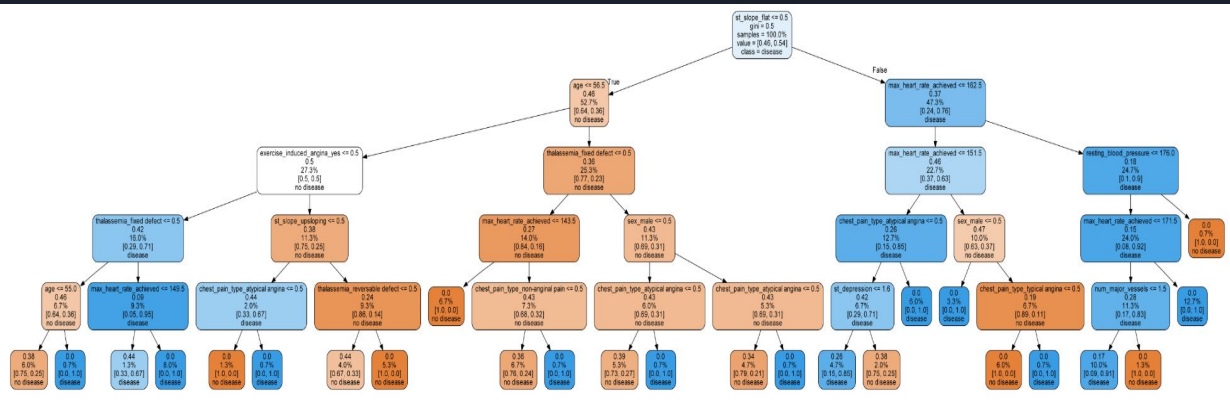 st_slope_flat <= 0.5
gini = 0.5
samples = 100.0%
value = [0.46, 0.54]
class = disease
True
False
age <= 56.5
0.46
52.7%
[0.64, 0.36]
no disease
max_heart_rate_achieved <= 162.5
0.37
47.3%
[0.24, 0.76]
disease
exercise_induced_angina_yes <= 0.5
0.5
27.3%
[0.5, 0.5]
no disease
thalassemia_fixed defect <= 0.5
0.36
25.3%
[0.77, 0.23]
no disease
max_heart_rate_achieved <= 151.5
0.46
22.7%
[0.37, 0.63]
disease
resting_blood_pressure <= 176.0
0.18
24.7%
[0.1, 0.9]
disease
thalassemia_fixed defect <= 0.5
0.42
16.0%
[0.29, 0.71]
disease
st_slope_upsloping <= 0.5
0.38
11.3%
[0.75, 0.25]
no disease
max_heart_rate_achieved <= 143.5
0.27
14.0%
[0.84, 0.16]
no disease
sex_male <= 0.5
0.43
11.3%
[0.69, 0.31]
no disease
chest_pain_type_atypical angina <= 0.5
0.26
12.7%
[0.15, 0.85]
disease
sex_male <= 0.5
0.47
10.0%
[0.63, 0.37]
no disease
max_heart_rate_achieved <= 171.5
0.15
24.0%
[0.08, 0.92]
disease
0.0
0.7%
[1.0, 0.0]
no disease
age <= 55.0
0.46
6.7%
[0.64, 0.36]
no disease
max_heart_rate_achieved <= 149.5
0.09
9.3%
[0.05, 0.95]
disease
chest_pain_type_atypical angina <= 0.5
0.44
2.0%
[0.33, 0.67]
disease
thalassemia_reversable defect <= 0.5
0.24
9.3%
[0.86, 0.14]
no disease
0.0
6.7%
[1.0, 0.0]
no disease
chest_pain_type_non-anginal pain <= 0.5
0.43
7.3%
[0.68, 0.32]
no disease
chest_pain_type_atypical angina <= 0.5
0.43
6.0%
[0.69, 0.31]
no disease
chest_pain_type_atypical angina <= 0.5
0.43
5.3%
[0.69, 0.31]
no disease
st_depression <= 1.6
0.42
6.7%
[0.29, 0.71]
disease
0.0
6.0%
[0.0, 1.0]
disease
0.0
3.3%
[0.0, 1.0]
disease
chest_pain_type_typical angina <= 0.5
0.19
6.7%
[0.89, 0.11]
no disease
num_major_vessels <= 1.5
0.28
11.3%
[0.17, 0.83]
disease
0.0
12.7%
[0.0, 1.0]
disease
0.38
6.0%
[0.75, 0.25]
no disease
0.0
0.7%
[0.0, 1.0]
disease
0.44
1.3%
[0.33, 0.67]
disease
0.0
8.0%
[0.0, 1.0]
disease
0.0
1.3%
[1.0, 0.0]
no disease
0.0
0.7%
[0.0, 1.0]
disease
0.44
4.0%
[0.67, 0.33]
no disease
0.0
5.3%
[1.0, 0.0]
no disease
0.36
6.7%
[0.76, 0.24]
no disease
0.0
0.7%
[0.0, 1.0]
disease
0.39
5.3%
[0.73, 0.27]
no disease
0.0
0.7%
[0.0, 1.0]
disease
0.34
4.7%
[0.79, 0.21]
no disease
0.0
0.7%
[0.0, 1.0]
disease
0.26
4.7%
[0.15, 0.85]
disease
0.38
2.0%
[0.75, 0.25]
no disease
0.0
6.0%
[1.0, 0.0]
no disease
0.0
0.7%
[0.0, 1.0]
disease
0.17
10.0%
[0.09, 0.91]
disease
0.0
1.3%
[1.0, 0.0]
no disease